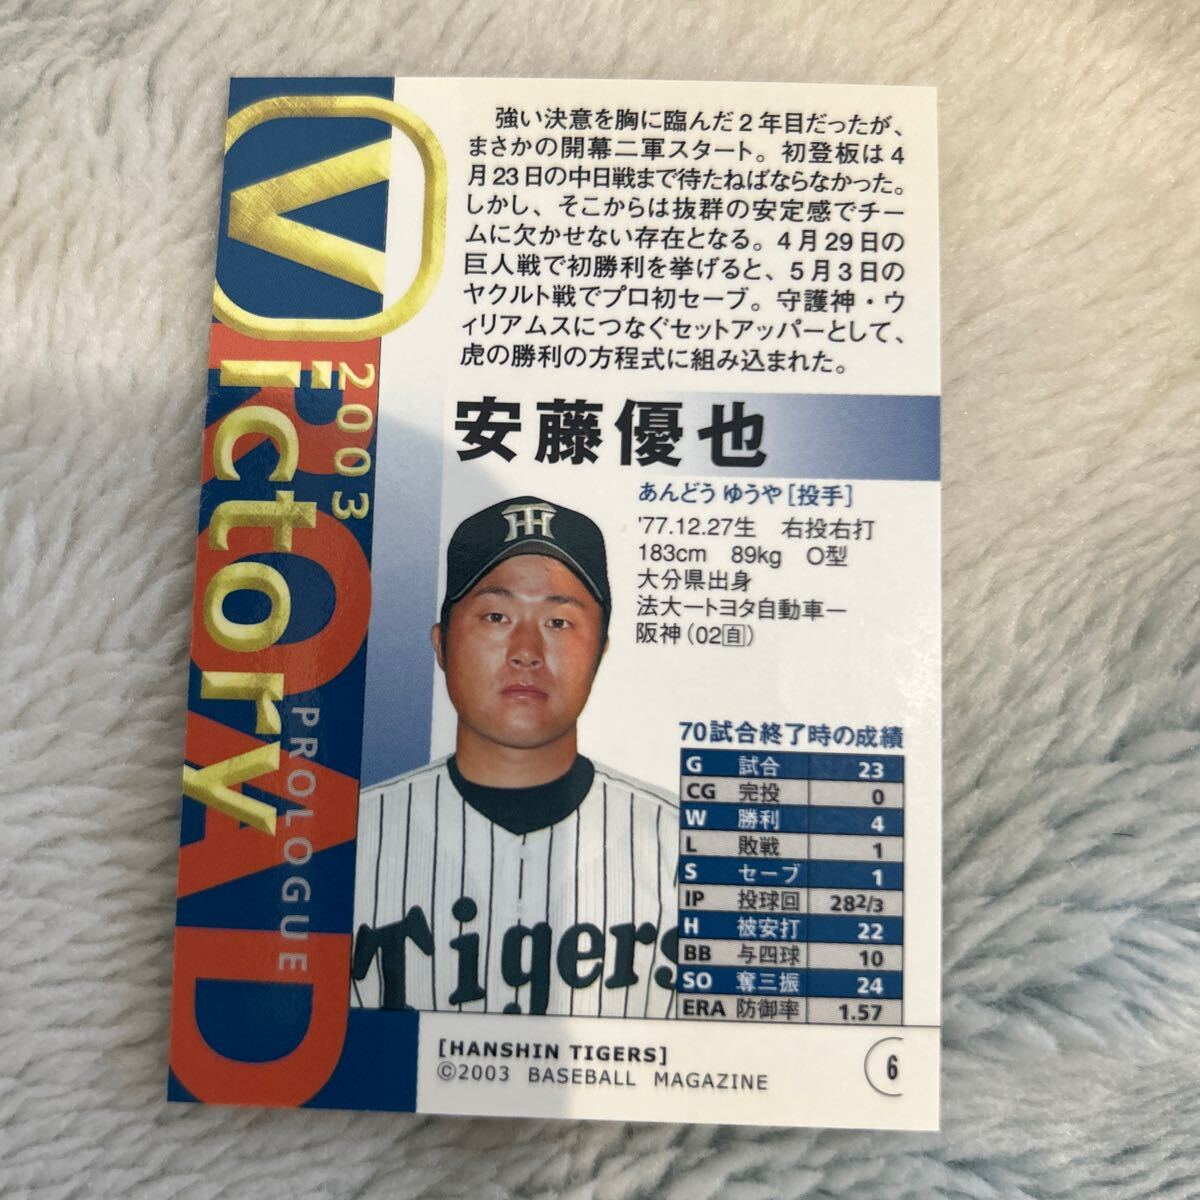 強い決意を胸に臨んだ2年目だったが、
まさかの開幕二軍スタート。初登板は4
月23日の中日戦まで待たねばならなかった。
しかし、そこからは抜群の安定感でチー
ムに欠かせない存在となる。4月29日の
巨人戦で初勝利を挙げると、5月3日の
ヤクルト戦でプロ初セーブ。守護神・ウ
ィリアムスにつなぐセットアッパーとして、
虎の勝利の方程式に組み込まれた。
Victory
2003
ROAD
PROLOGUE
安藤優也
あんどう ゆうや[投手]
'77.12.27生 右投右打
183cm 89kg O型
大分県出身
法大ートヨタ自動車ー
阪神(02自)
TH
Tigers
70試合終了時の成績
G 試合 23
CG 完投 0
W 勝利 4
L 敗戦 1
S セーブ 1
IP 投球回 282/3
H 被安打 22
BB 与四球 10
SO 奪三振 24
ERA 防御率 1.57
[HANSHIN TIGERS]
©2003 BASEBALL MAGAZINE
6